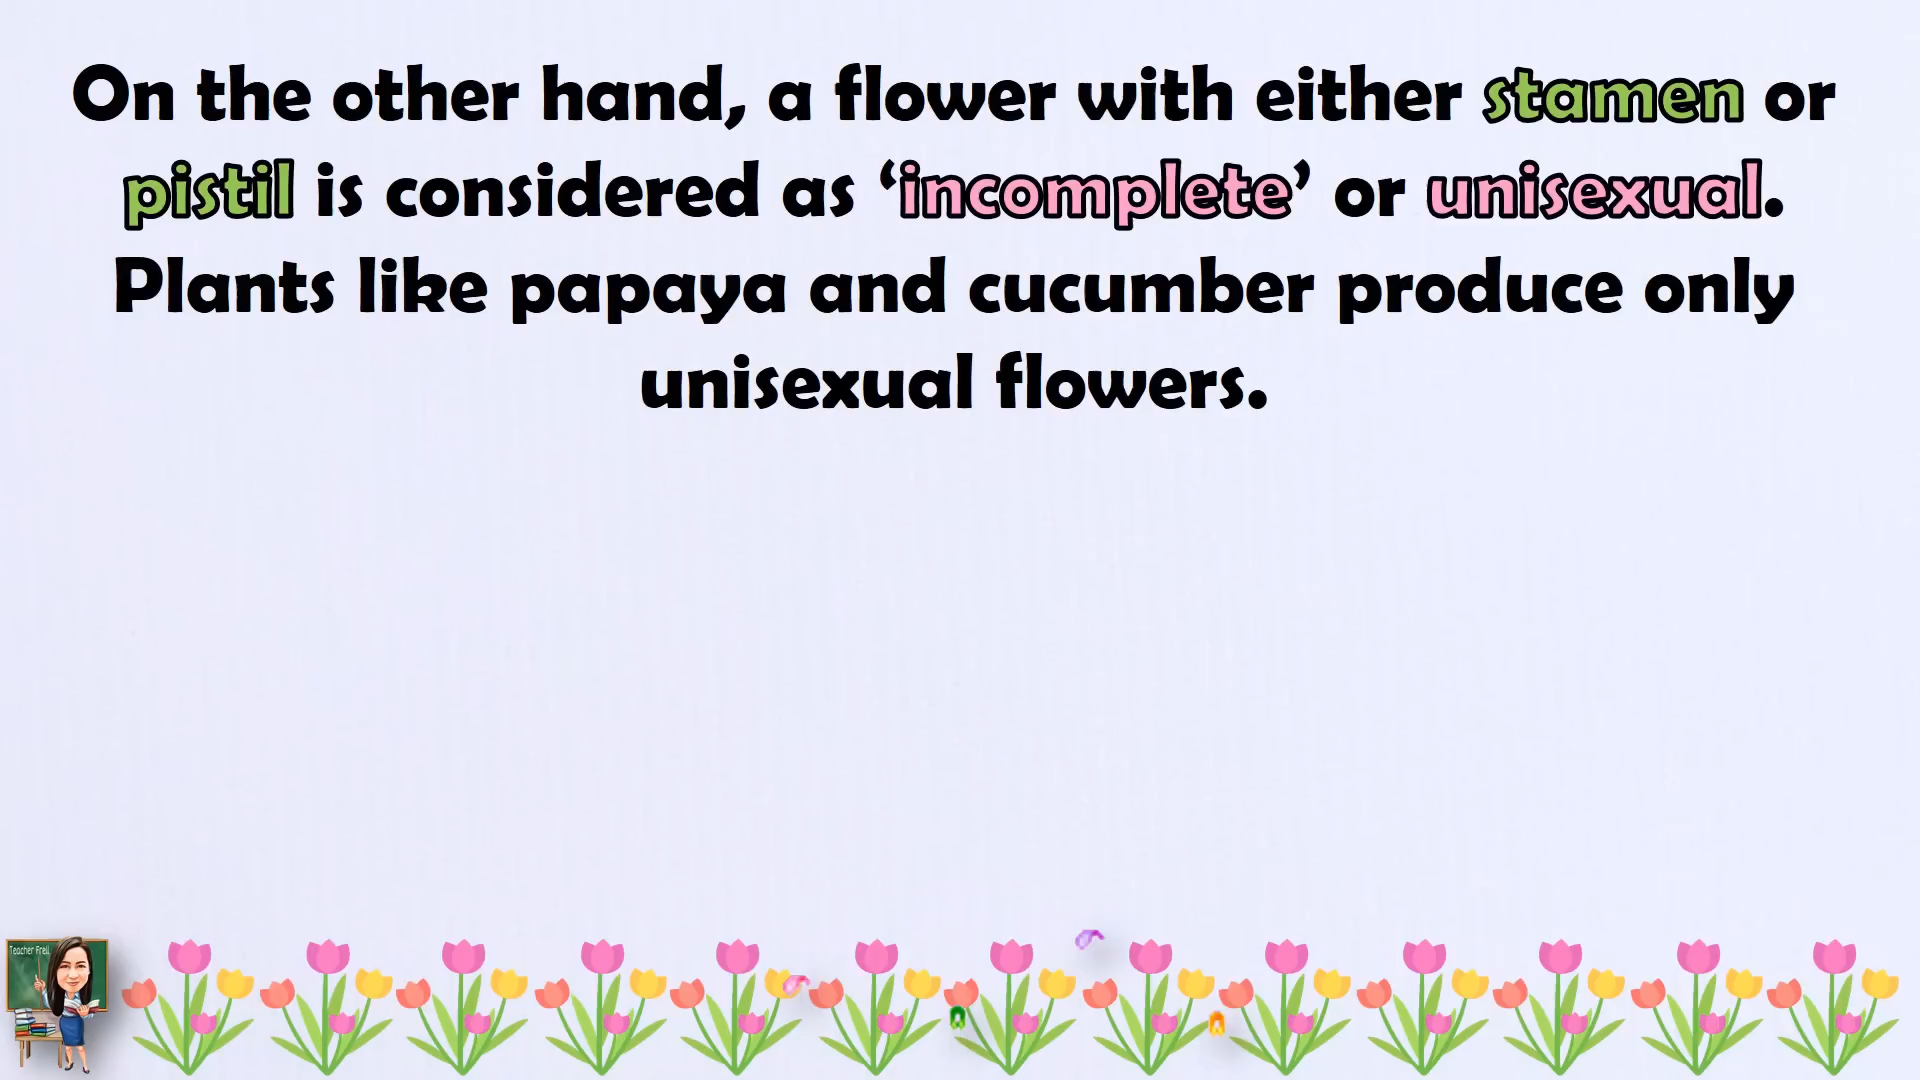 On the other hand, a flower with either stamen or
pistil is considered as ‘incomplete’ or unisexual.
Plants like papaya and cucumber produce only
unisexual flowers.
Teacher Frell